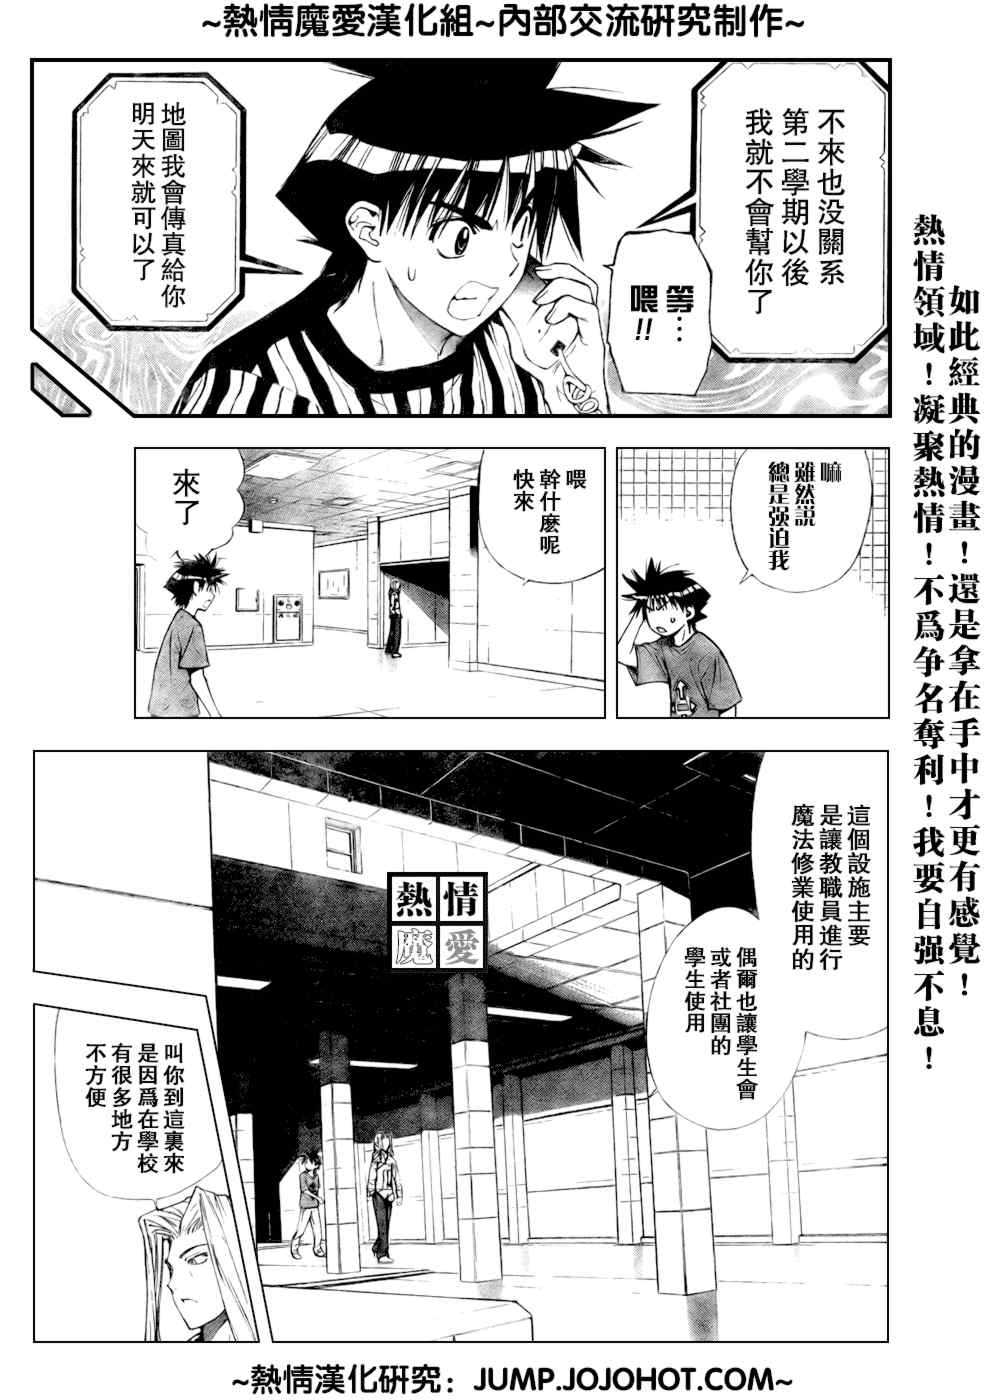 ~熱情魔愛漢化組~內部交流研究制作~
不來也没關系
第二學期以後
我就不會幫你了
等…
喂!!
地圖我會傳真給你
明天來就可以了
嘛
雖然説
總是强迫我
喂
幹什麽呢
快來
來了
這個設施主要
是讓教職員進行
魔法修業使用的
偶爾也讓學生會
或者社團的
學生使用
熱情
魔愛
叫你到這裏來
是因爲在學校
有很多地方
不方便
如此經典的漫畫！還是拿在手中才更有感覺！
熱情領域！凝聚熱情！不爲争名奪利！我要自强不息！
~熱情漢化研究：JUMP.JOJOHOT.COM~